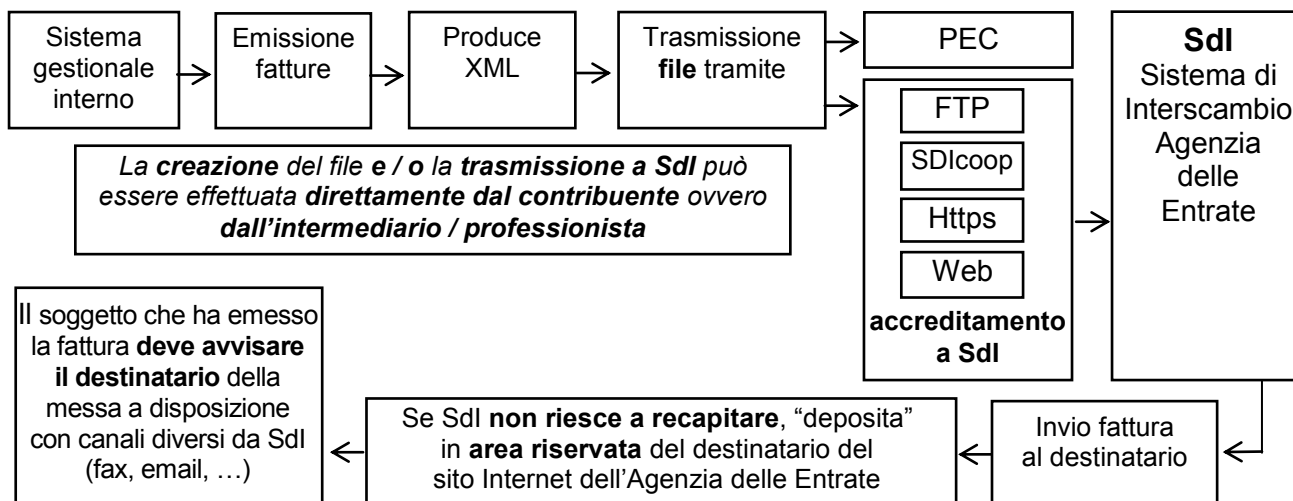 Sistema
gestionale
interno
Emissione
fatture
Produce
XML
Trasmissione
file tramite
PEC
FTP
SDIcoop
Https
Web
accreditamento
a SdI
SdI
Sistema di
Interscambio
Agenzia
delle
Entrate
La creazione del file e / o la trasmissione a SdI può
essere effettuata direttamente dal contribuente ovvero
dall’intermediario / professionista
Invio fattura
al destinatario
Se SdI non riesce a recapitare, “deposita”
in area riservata del destinatario del
sito Internet dell’Agenzia delle Entrate
Il soggetto che ha emesso
la fattura deve avvisare
il destinatario della
messa a disposizione
con canali diversi da SdI
(fax, email, …)